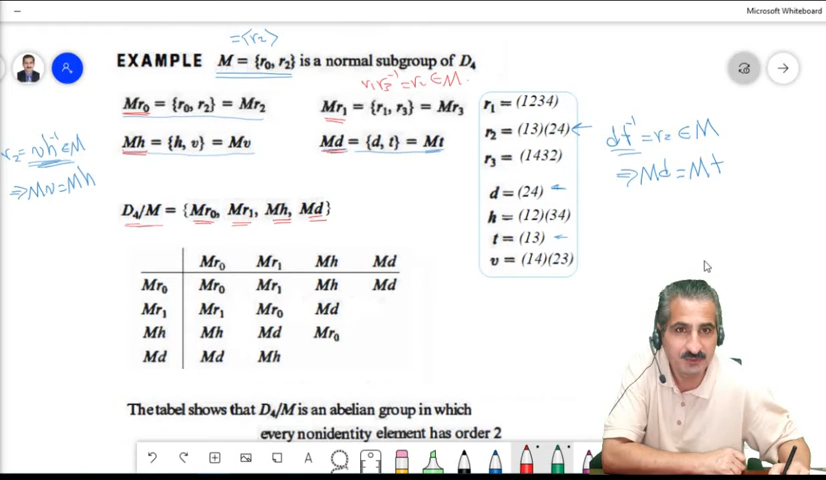 Microsoft Whiteboard
=<r₂>
EXAMPLE M = {r₀, r₂} is a normal subgroup of D₄
r₁r₃⁻¹=r₂∈M.
Mr₀ = {r₀, r₂} = Mr₂
Mr₁ = {r₁, r₃} = Mr₃
Mh = {h, v} = Mv
Md = {d, t} = Mt
r₂=vh⁻¹∈M
⇒Mv=Mh
r₁ = (1234)
r₂ = (13)(24)
r₃ = (1432)
d = (24)
h = (12)(34)
t = (13)
v = (14)(23)
dt⁻¹=r₂∈M
⇒Md=Mt
D₄/M = {Mr₀, Mr₁, Mh, Md}
Mr₀ Mr₁ Mh Md
Mr₀ Mr₀ Mr₁ Mh Md
Mr₁ Mr₁ Mr₀ Md
Mh Mh Md Mr₀
Md Md Mh
The tabel shows that D₄/M is an abelian group in which
every nonidentity element has order 2
A